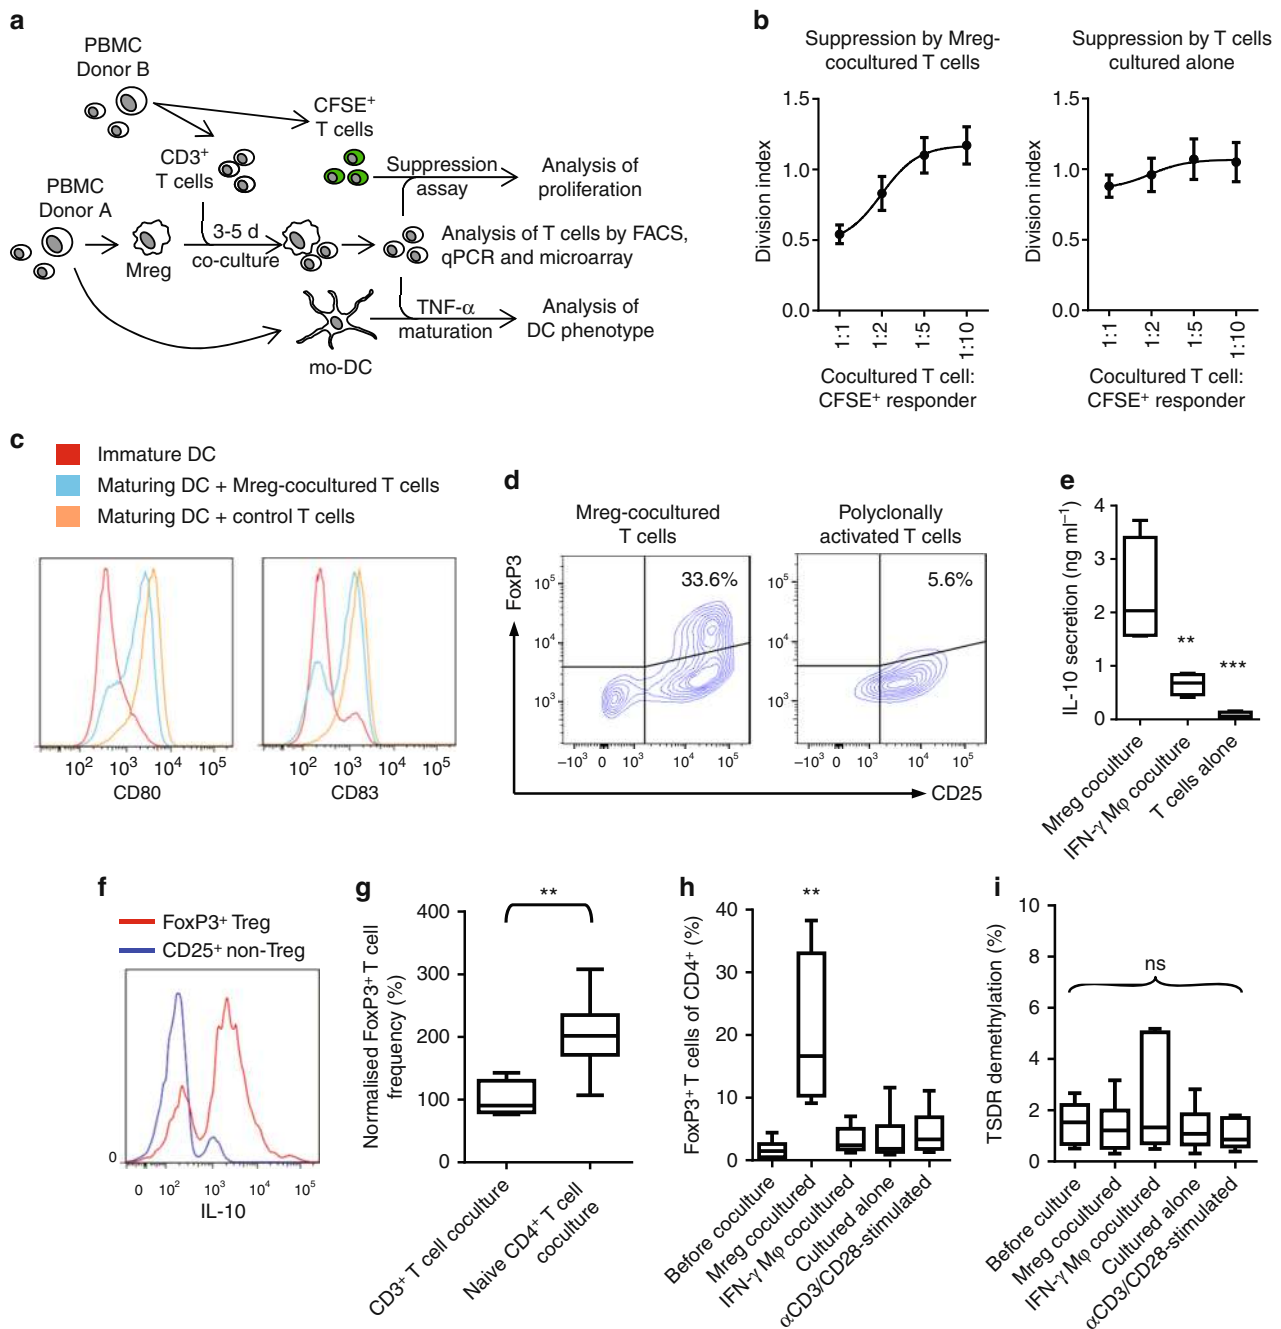 a
PBMC
Donor B
CFSE+
T cells
CD3+
T cells
PBMC
Donor A
Suppression
assay
Analysis of
proliferation
3-5 d
co-culture
Mreg
Analysis of T cells by FACS,
qPCR and microarray
TNF-α
maturation
Analysis of
DC phenotype
mo-DC
b
Suppression by Mreg-
cocultured T cells
Division index
1.5
1.0
0.5
0.0
1:1
1:2
1:5
1:10
Cocultured T cell:
CFSE+ responder
Suppression by T cells
cultured alone
Division index
1.5
1.0
0.5
0.0
1:1
1:2
1:5
1:10
Cocultured T cell:
CFSE+ responder
c
Immature DC
Maturing DC + Mreg-cocultured T cells
Maturing DC + control T cells
10² 10³ 10⁴ 10⁵
CD80
10² 10³ 10⁴ 10⁵
CD83
d
Mreg-cocultured
T cells
Polyclonally
activated T cells
FoxP3
33.6%
10⁵
10⁴
10³
−10³ 0 10³ 10⁴ 10⁵
5.6%
10⁵
10⁴
10³
−10³ 0 10³ 10⁴ 10⁵
CD25
e
IL-10 secretion (ng ml⁻¹)
4
3
2
1
0
**
***
Mreg coculture
IFN-γ Mφ coculture
T cells alone
f
FoxP3+ Treg
CD25+ non-Treg
0
0 10² 10³ 10⁴ 10⁵
IL-10
g
Normalised FoxP3+ T cell
frequency (%)
400
300
200
100
0
**
CD3+ T cell coculture
Naive CD4+ T cell
coculture
h
FoxP3+ T cells of CD4+ (%)
40
30
20
10
0
**
Before coculture
Mreg cocultured
IFN-γ Mφ cocultured
Cultured alone
αCD3/CD28-stimulated
i
TSDR demethylation (%)
10
8
6
4
2
0
ns
Before culture
Mreg cocultured
IFN-γ Mφ cocultured
Cultured alone
αCD3/CD28-stimulated